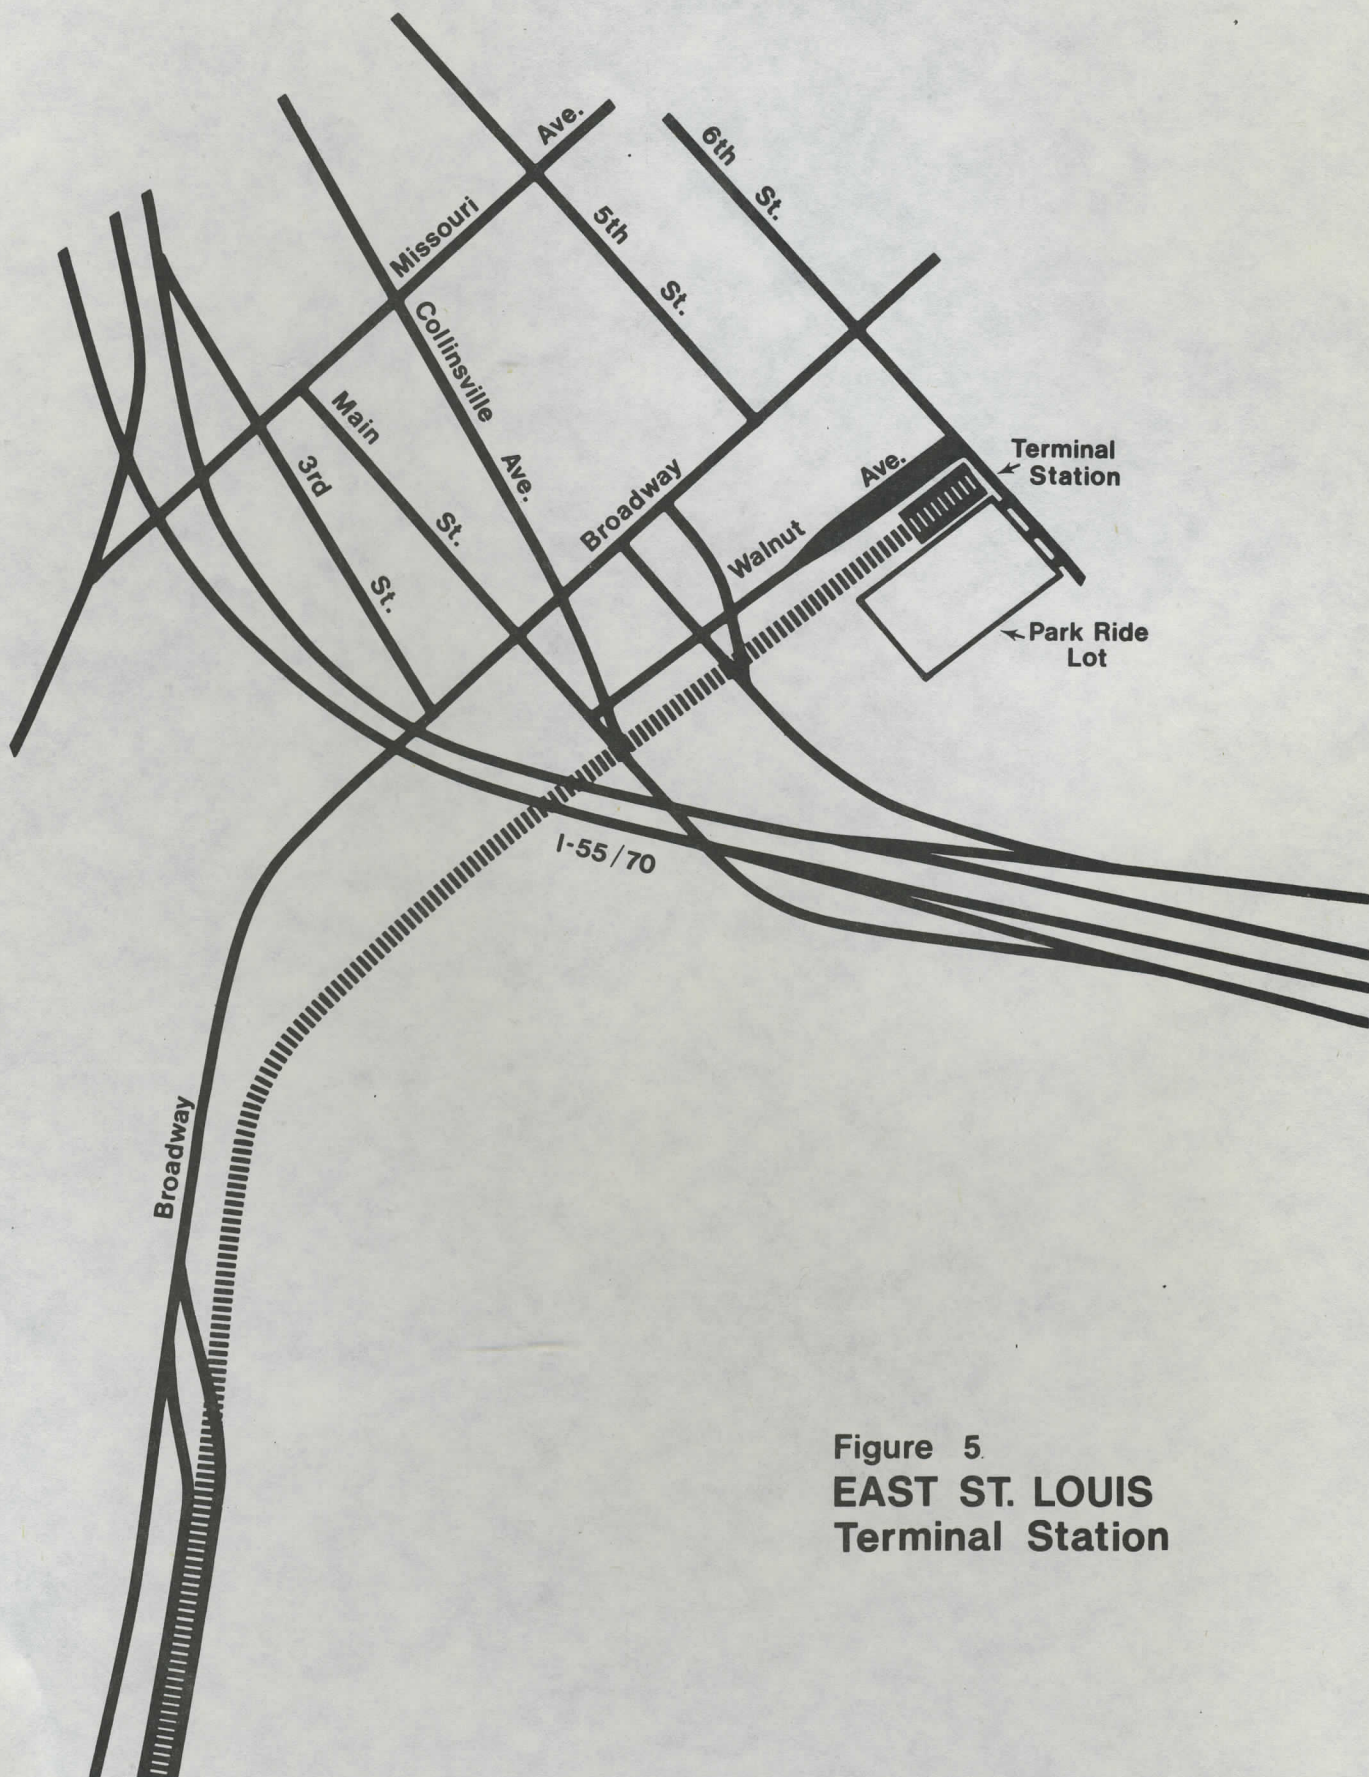 Missouri Ave.
5th St.
6th St.
Collinsville Ave.
Main St.
3rd St.
Broadway
Walnut Ave.
Terminal
Station
Park Ride
Lot
I-55/70
Broadway
Figure 5.
EAST ST. LOUIS
Terminal Station